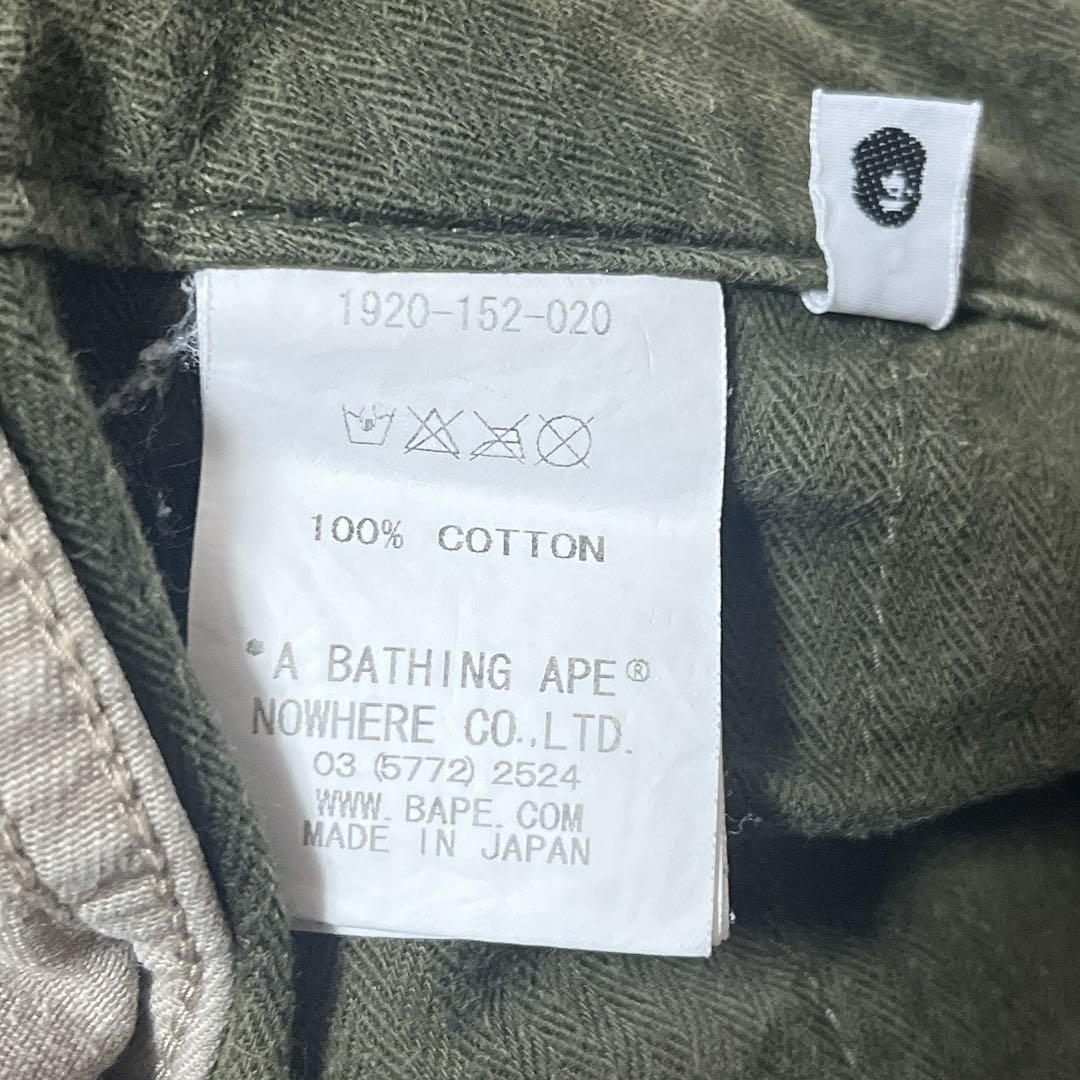 1920-152-020
100% COTTON
*A BATHING APE®
NOWHERE CO.,LTD.
03 (5772) 2524
WWW. BAPE. COM
MADE IN JAPAN